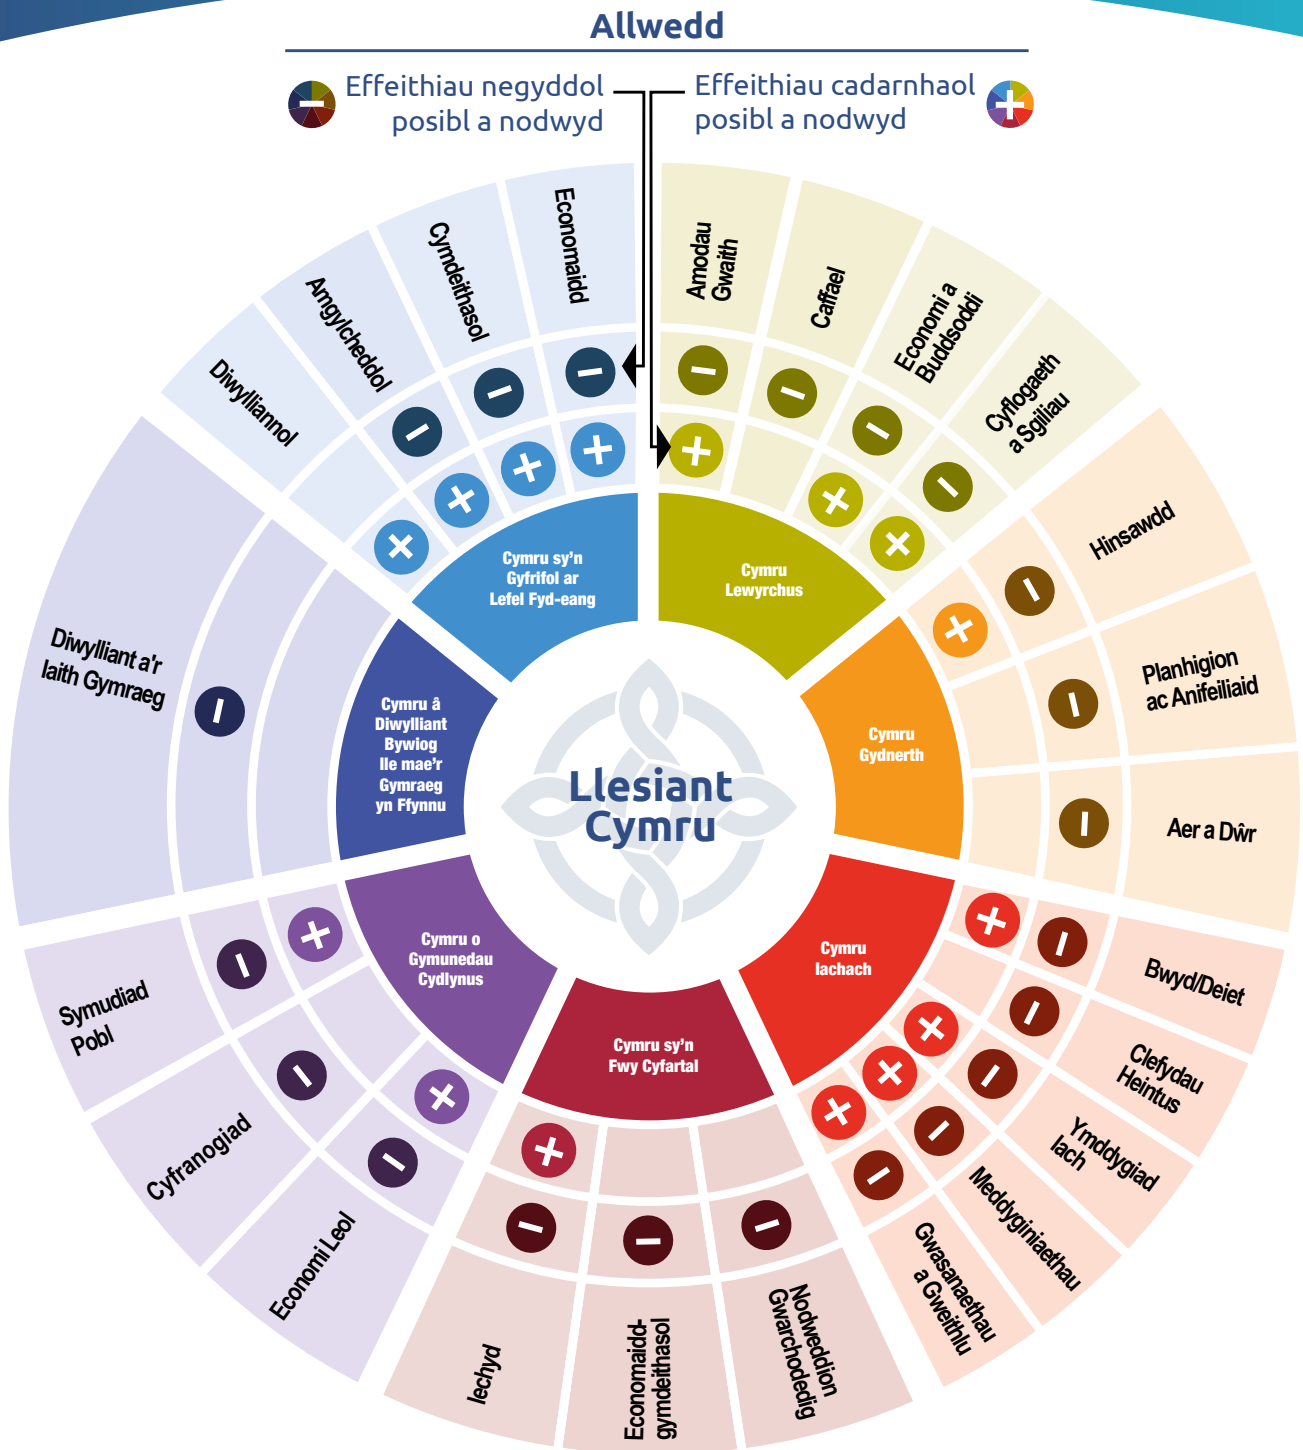 Allwedd
Effeithiau negyddol
posibl a nodwyd
Effeithiau cadarnhaol
posibl a nodwyd
Amodau
Gwaith
Caffael
Economi a
Buddsoddi
Cyflogaeth
a Sgiliau
Cymru
Lewyrchus
Hinsawdd
Planhigion
ac Anifeiliaid
Aer a Dŵr
Cymru
Gydnerth
Bwyd/Deiet
Clefydau
Heintus
Ymddygiad
Iach
Meddyginiaethau
Gwasanaethau
a Gweithlu
Cymru
Iachach
Nodweddion
Gwarchodedig
Economaidd-
gymdeithasol
Iechyd
Cymru sy’n
Fwy Cyfartal
Economi Leol
Cyfranogiad
Symudiad
Pobl
Cymru o
Gymunedau
Cydlynus
Diwylliant a'r
Iaith Gymraeg
Cymru â
Diwylliant
Bywiog
lle mae’r
Gymraeg
yn Ffynnu
Diwylliannol
Amgylcheddol
Cymdeithasol
Economaidd
Cymru sy’n
Gyfrifol ar
Lefel Fyd-eang
Llesiant
Cymru